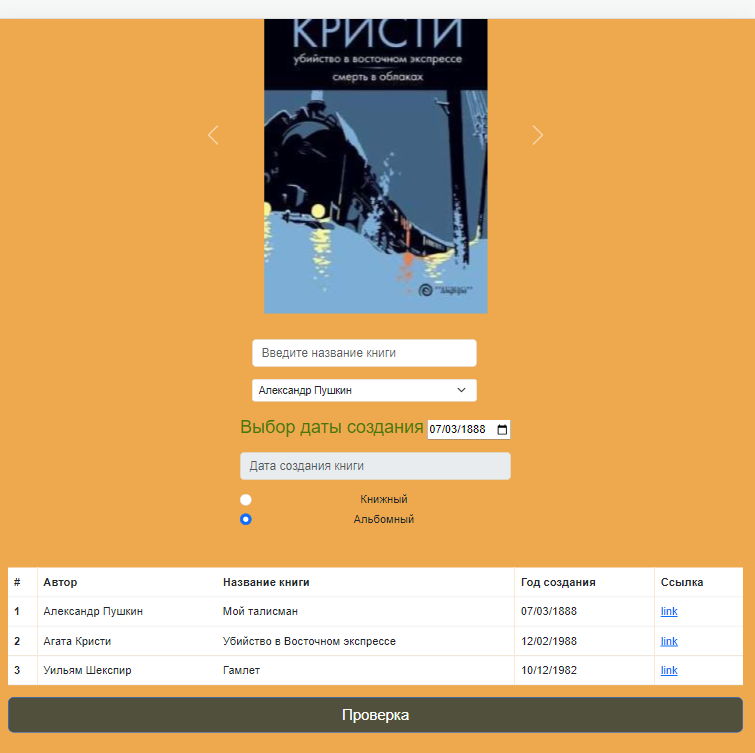 КРИСТИ
убийство в восточном экспрессе
смерть в облаках
Введите название книги
Александр Пушкин
Выбор даты создания 07/03/1888
Дата создания книги
Книжный
Альбомный
# Автор Название книги Год создания Ссылка
1 Александр Пушкин Мой талисман 07/03/1888 link
2 Агата Кристи Убийство в Восточном экспрессе 12/02/1988 link
3 Уильям Шекспир Гамлет 10/12/1982 link
Проверка